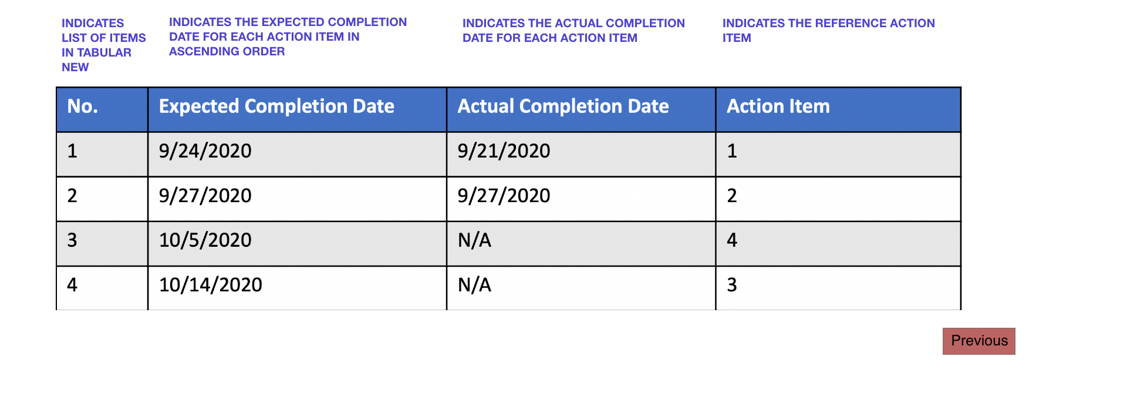 INDICATES
LIST OF ITEMS
IN TABULAR
NEW
INDICATES THE EXPECTED COMPLETION
DATE FOR EACH ACTION ITEM IN
ASCENDING ORDER
INDICATES THE ACTUAL COMPLETION
DATE FOR EACH ACTION ITEM
INDICATES THE REFERENCE ACTION
ITEM
No. Expected Completion Date Actual Completion Date Action Item
1 9/24/2020 9/21/2020 1
2 9/27/2020 9/27/2020 2
3 10/5/2020 N/A 4
4 10/14/2020 N/A 3
Previous